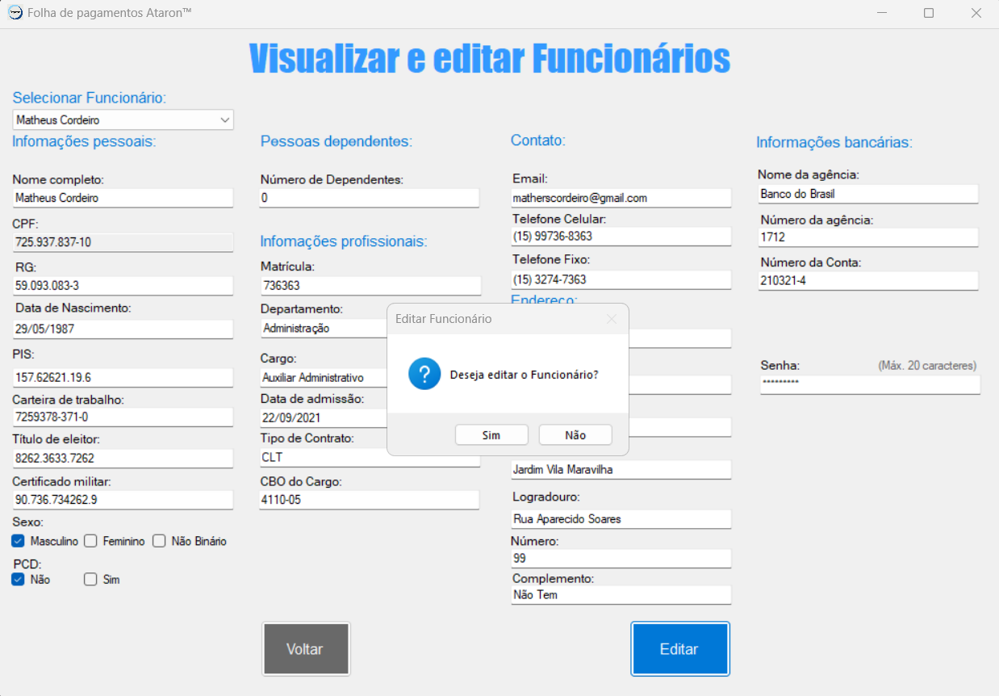 Folha de pagamentos Ataron™
Visualizar e editar Funcionários
Selecionar Funcionário:
Matheus Cordeiro
Infomações pessoais:
Nome completo:
Matheus Cordeiro
CPF:
725.937.837-10
RG:
59.093.083-3
Data de Nascimento:
29/05/1987
PIS:
157.62621.19.6
Carteira de trabalho:
7259378-371-0
Título de eleitor:
8262.3633.7262
Certificado militar:
90.736.734262.9
Sexo:
Masculino Feminino Não Binário
PCD:
Não Sim
Pessoas dependentes:
Número de Dependentes:
0
Infomações profissionais:
Matrícula:
736363
Departamento:
Administração
Cargo:
Auxiliar Administrativo
Data de admissão:
22/09/2021
Tipo de Contrato:
CLT
CBO do Cargo:
4110-05
Contato:
Email:
matherscordeiro@gmail.com
Telefone Celular:
(15) 99736-8363
Telefone Fixo:
(15) 3274-7363
Endereço:
Jardim Vila Maravilha
Logradouro:
Rua Aparecido Soares
Número:
99
Complemento:
Não Tem
Informações bancárias:
Nome da agência:
Banco do Brasil
Número da agência:
1712
Número da Conta:
210321-4
Senha: (Máx. 20 caracteres)
*********
Editar Funcionário
?
Deseja editar o Funcionário?
Sim Não
Voltar
Editar